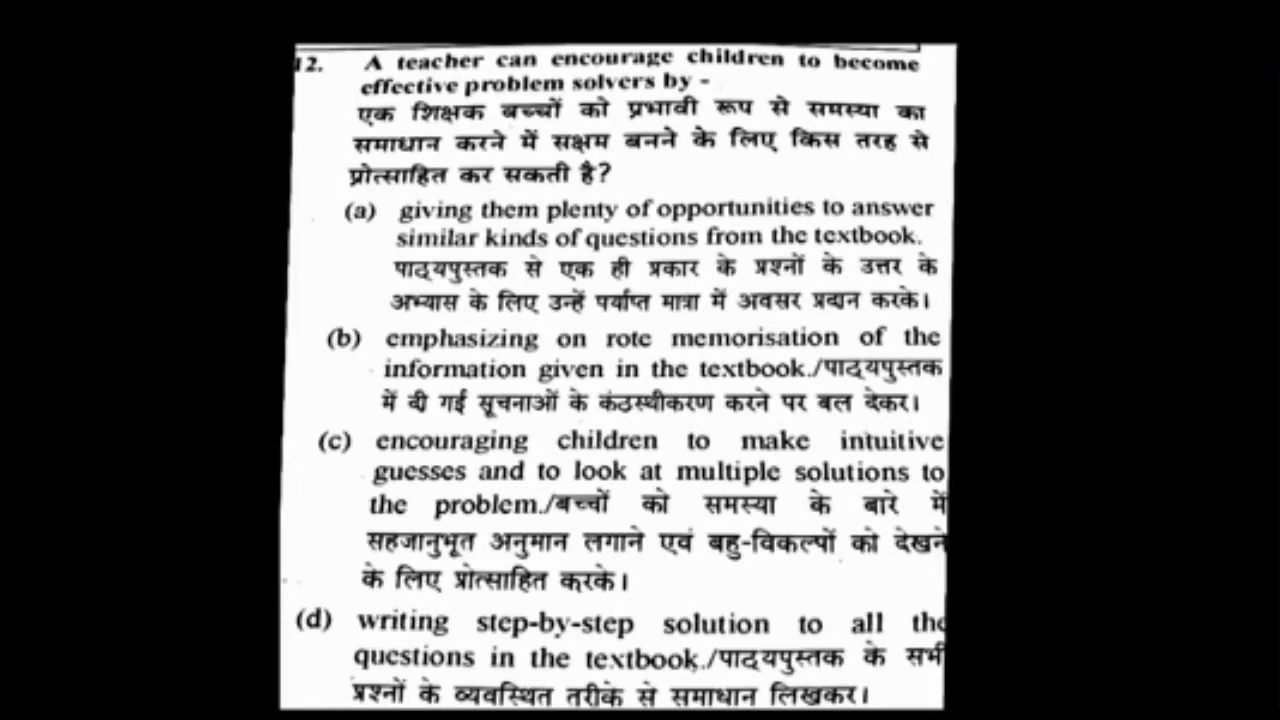 12. A teacher can encourage children to become
effective problem solvers by -
एक शिक्षक बच्चों को प्रभावी रूप से समस्या का
समाधान करने में सक्षम बनने के लिए किस तरह से
प्रोत्साहित कर सकती है?
(a) giving them plenty of opportunities to answer
similar kinds of questions from the textbook.
पाठ्यपुस्तक से एक ही प्रकार के प्रश्नों के उत्तर के
अभ्यास के लिए उन्हें पर्याप्त मात्रा में अवसर प्रदान करके।
(b) emphasizing on rote memorisation of the
information given in the textbook./पाठ्यपुस्तक
में दी गई सूचनाओं के कंठस्थीकरण करने पर बल देकर।
(c) encouraging children to make intuitive
guesses and to look at multiple solutions to
the problem./बच्चों को समस्या के बारे में
सहजानुभूत अनुमान लगाने एवं बहु-विकल्पों को देखने
के लिए प्रोत्साहित करके।
(d) writing step-by-step solution to all the
questions in the textbook./पाठ्यपुस्तक के सभी
प्रश्नों के व्यवस्थित तरीके से समाधान लिखकर।